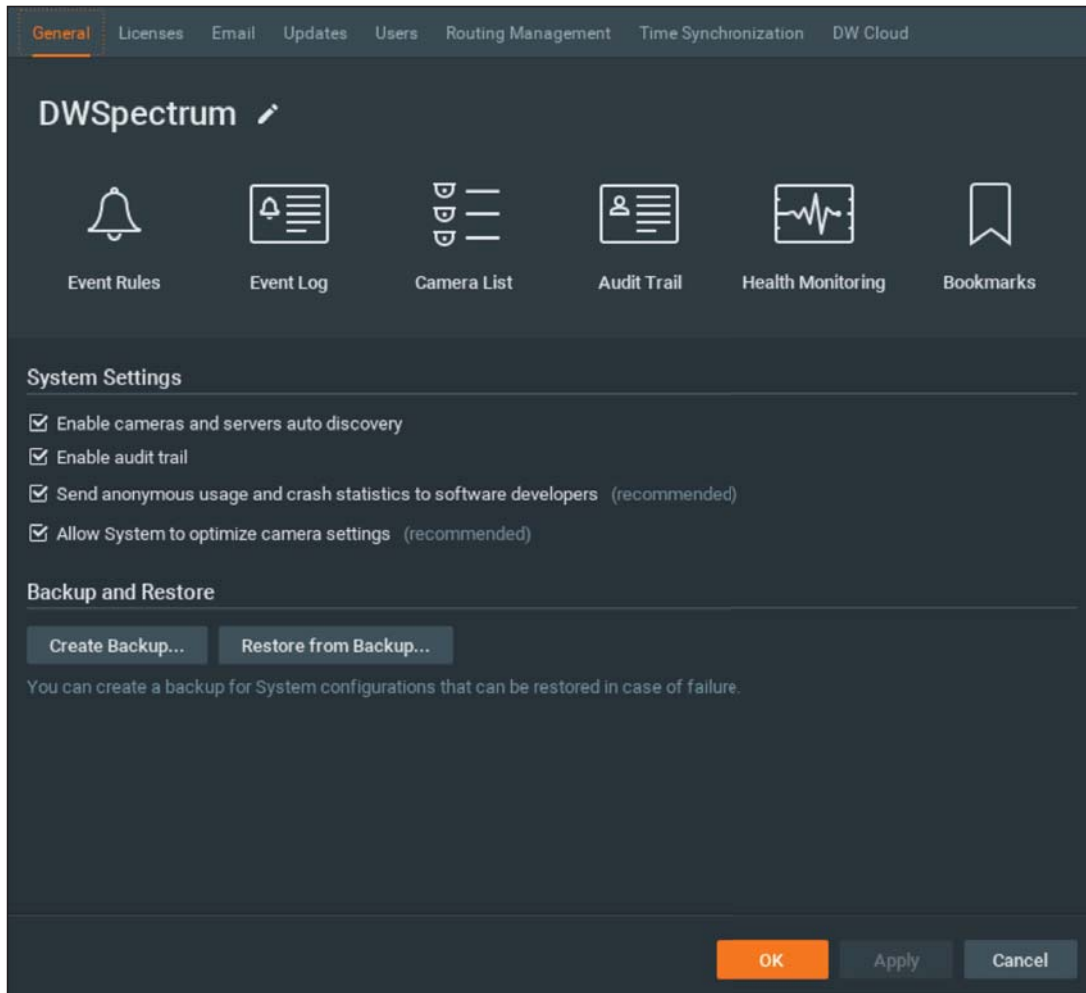 General Licenses Email Updates Users Routing Management Time Synchronization DW Cloud
DWSpectrum
Event Rules Event Log Camera List Audit Trail Health Monitoring Bookmarks
System Settings
Enable cameras and servers auto discovery
Enable audit trail
Send anonymous usage and crash statistics to software developers (recommended)
Allow System to optimize camera settings (recommended)
Backup and Restore
Create Backup... Restore from Backup...
You can create a backup for System configurations that can be restored in case of failure.
OK Apply Cancel